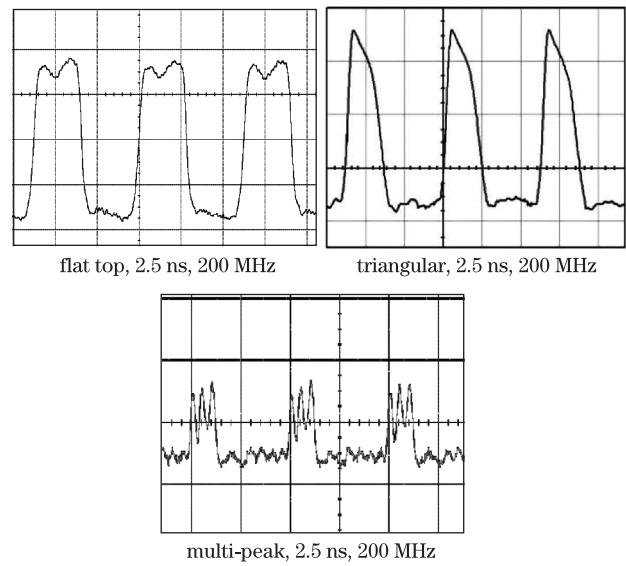 flat top, 2.5 ns, 200 MHz
triangular, 2.5 ns, 200 MHz
multi-peak, 2.5 ns, 200 MHz